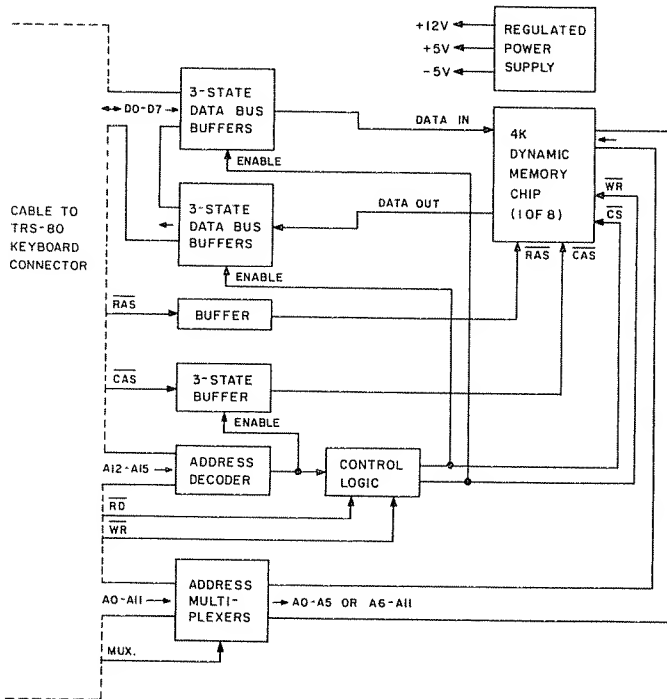 +12V
+5V
-5V
REGULATED
POWER
SUPPLY
D0-D7
3-STATE
DATA BUS
BUFFERS
DATA IN
4K
DYNAMIC
MEMORY
CHIP
(1 OF 8)
ENABLE
WR
CS
CABLE TO
TRS-80
KEYBOARD
CONNECTOR
3-STATE
DATA BUS
BUFFERS
DATA OUT
RAS
CAS
ENABLE
RAS
BUFFER
CAS
3-STATE
BUFFER
ENABLE
A12-A15
ADDRESS
DECODER
CONTROL
LOGIC
RD
WR
A0-A11
ADDRESS
MULTI-
PLEXERS
A0-A5 OR A6-A11
MUX.